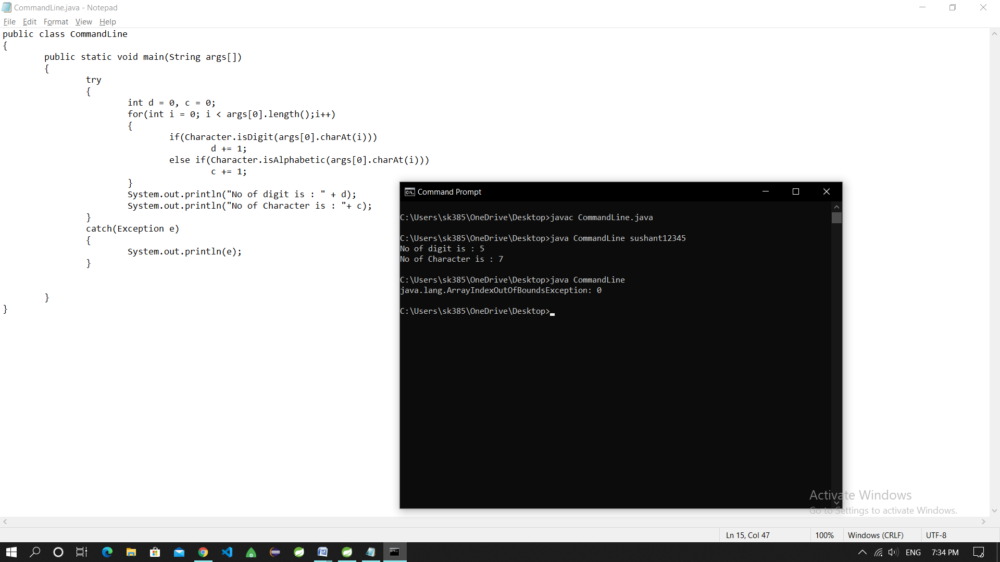 CommandLine.java - Notepad
File Edit Format View Help
public class CommandLine
{
public static void main(String args[])
{
try
{
int d = 0, c = 0;
for(int i = 0; i < args[0].length();i++)
{
if(Character.isDigit(args[0].charAt(i)))
d += 1;
else if(Character.isAlphabetic(args[0].charAt(i)))
c += 1;
}
System.out.println("No of digit is : " + d);
System.out.println("No of Character is : "+ c);
}
catch(Exception e)
{
System.out.println(e);
}
}
}
Command Prompt
C:\Users\sk385\OneDrive\Desktop>javac CommandLine.java
C:\Users\sk385\OneDrive\Desktop>java CommandLine sushant12345
No of digit is : 5
No of Character is : 7
C:\Users\sk385\OneDrive\Desktop>java CommandLine
java.lang.ArrayIndexOutOfBoundsException: 0
C:\Users\sk385\OneDrive\Desktop>
Activate Windows
Go to Settings to activate Windows.
Ln 15, Col 47 100% Windows (CRLF) UTF-8
ENG 7:34 PM